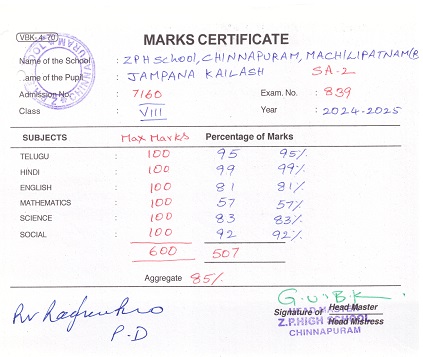 VBK-4-70
MARKS CERTIFICATE
Name of the School : Z.P.H School, CHINNAPURAM, MACHILIPATNAM(R
ame of the Pupil : JAMPANA KAILASH SA-2
Admission No. : 7160 Exam. No. : 839
Class : VIII Year : 2024-2025
SUBJECTS Max Marks Percentage of Marks
TELUGU : 100 95 95%
HINDI : 100 99 99%
ENGLISH : 100 81 81%
MATHEMATICS : 100 57 57%
SCIENCE : 100 83 83%
SOCIAL : 100 92 92%
600 507
Aggregate 85%
P.D
G.V.B.K
Signature of Head Master
HEAD MASTER
Head Mistress
Z.P.HIGH SCHOOL
CHINNAPURAM